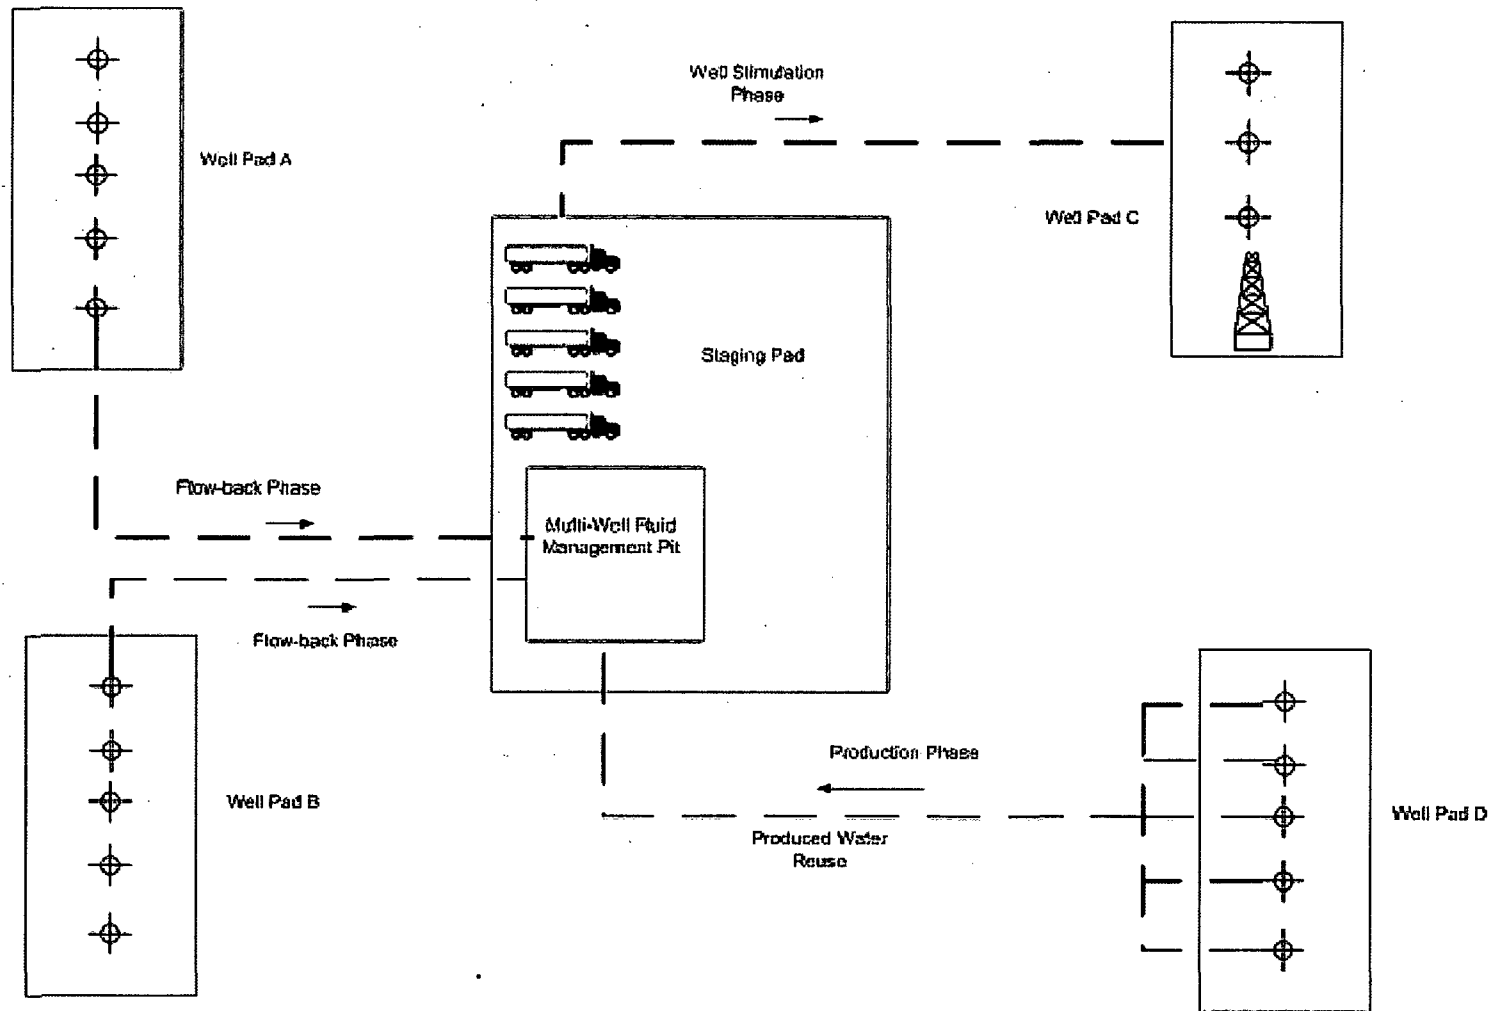 Well Stimulation
Phase
Well Pad A
Well Pad C
Staging Pad
Flow-back Phase
Multi-Well Fluid
Management Pit
Flow-back Phase
Production Phase
Well Pad B
Well Pad D
Produced Water
Reuse